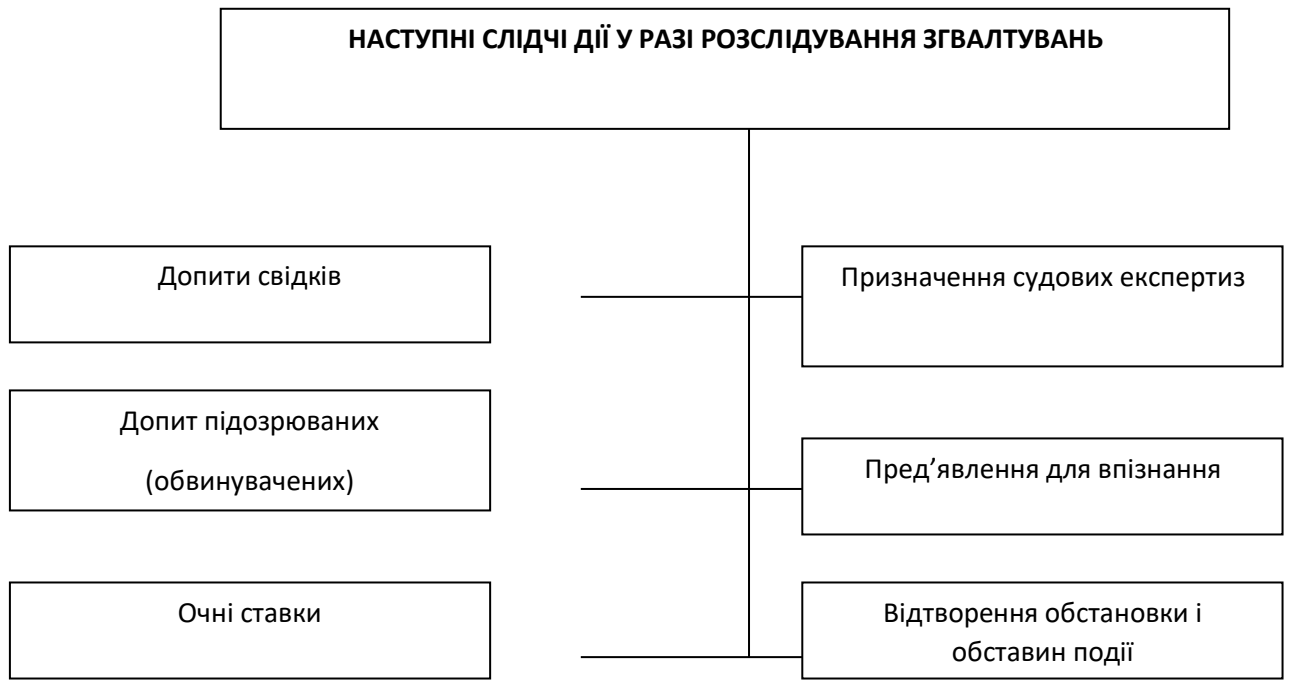 НАСТУПНІ СЛІДЧІ ДІЇ У РАЗІ РОЗСЛІДУВАННЯ ЗГВАЛТУВАНЬ
Допити свідків
Призначення судових експертиз
Допит підозрюваних
(обвинувачених)
Пред’явлення для впізнання
Очні ставки
Відтворення обстановки і
обставин події